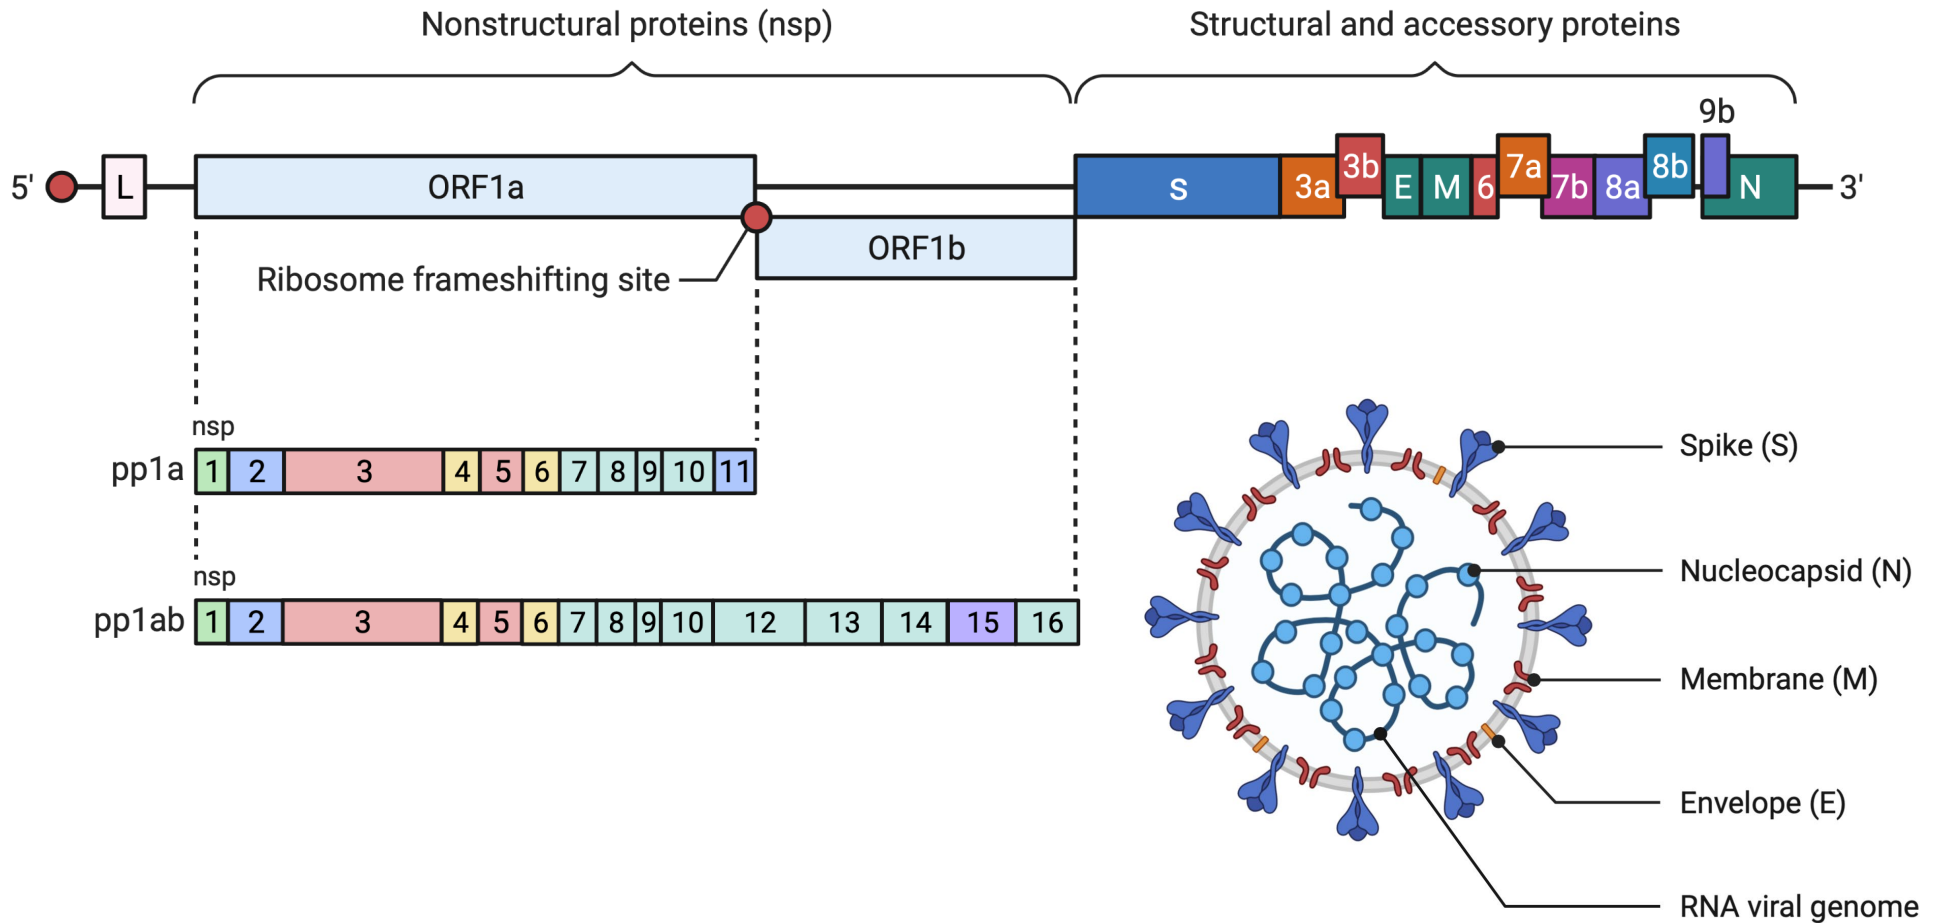 Nonstructural proteins (nsp)
Structural and accessory proteins
9b
5' L ORF1a S 3a 3b E M 6 7a 7b 8a 8b N 3'
ORF1b
Ribosome frameshifting site
nsp
pp1a 1 2 3 4 5 6 7 8 9 10 11
nsp
pp1ab 1 2 3 4 5 6 7 8 9 10 12 13 14 15 16
Spike (S)
Nucleocapsid (N)
Membrane (M)
Envelope (E)
RNA viral genome